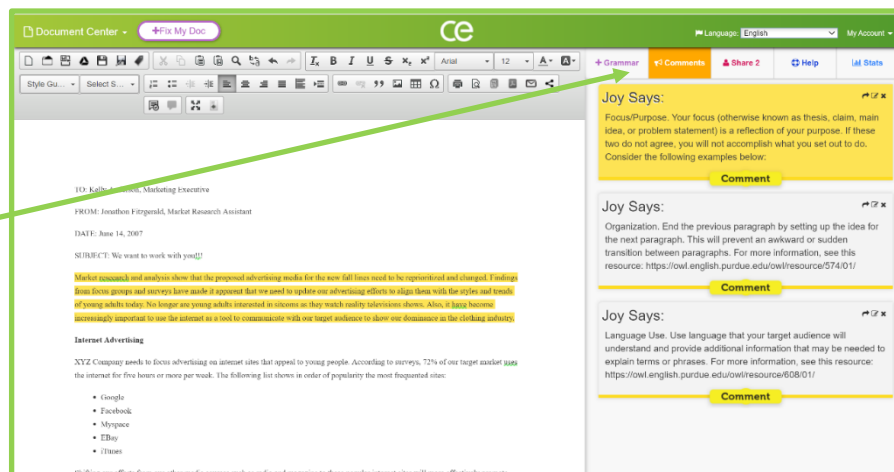 Document Center
+Fix My Doc
ce
Language: English
My Account
Arial
12
Style Gu...
Select S...
+ Grammar
Comments
Share 2
Help
Stats
TO: Kelly Anderson, Marketing Executive
FROM: Jonathon Fitzgerald, Market Research Assistant
DATE: June 14, 2007
SUBJECT: We want to work with you!!!
Market research and analysis show that the proposed advertising media for the new fall lines need to be reprioritized and changed. Findings
from focus groups and surveys have made it apparent that we need to update our advertising efforts to align them with the styles and trends
of young adults today. No longer are young adults interested in sitcoms as they watch reality televisions shows. Also, it have become
increasingly important to use the internet as a tool to communicate with our target audience to show our dominance in the clothing industry.
Internet Advertising
XYZ Company needs to focus advertising on internet sites that appeal to young people. According to surveys, 72% of our target market uses
the internet for five hours or more per week. The following list shows in order of popularity the most frequented sites:
Google
Facebook
Myspace
EBay
iTunes
Joy Says:
Focus/Purpose. Your focus (otherwise known as thesis, claim, main
idea, or problem statement) is a reflection of your purpose. If these
two do not agree, you will not accomplish what you set out to do.
Consider the following examples below:
Comment
Joy Says:
Organization. End the previous paragraph by setting up the idea for
the next paragraph. This will prevent an awkward or sudden
transition between paragraphs. For more information, see this
resource: https://owl.english.purdue.edu/owl/resource/574/01/
Comment
Joy Says:
Language Use. Use language that your target audience will
understand and provide additional information that may be needed to
explain terms or phrases. For more information, see this resource:
https://owl.english.purdue.edu/owl/resource/608/01/
Comment